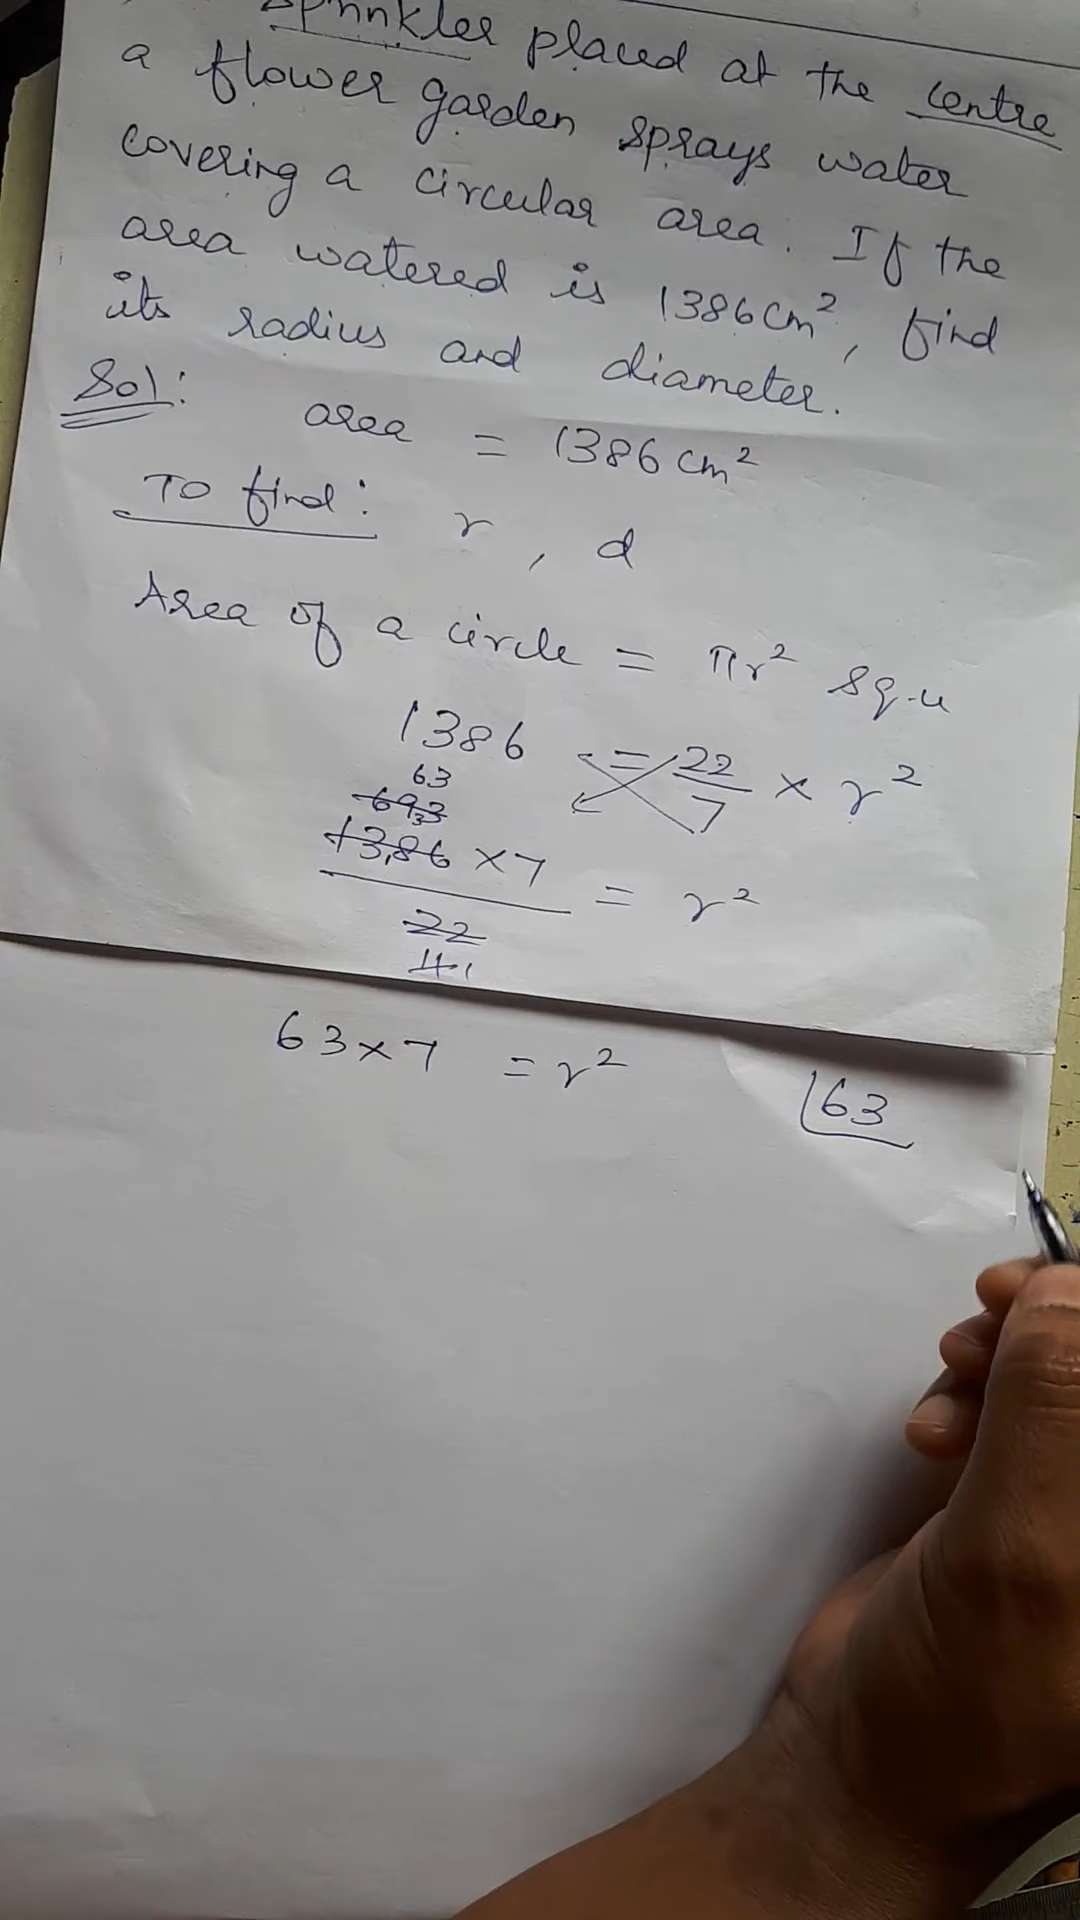 Sprinkler placed at the centre
a flower garden sprays water
covering a circular area. If the
area watered is 1386 cm², find
its radius and diameter.
Sol:
area = 1386 cm²
To find: r, d
Area of a circle = πr² sq.u
1386 = 22/7 × r²
63
693
1386 × 7 = r²
22
11 1
63 × 7 = r²
63